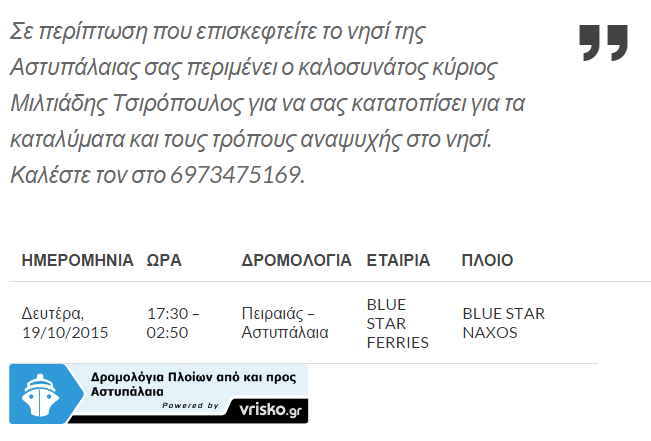 Σε περίπτωση που επισκεφτείτε το νησί της
Αστυπάλαιας σας περιμένει ο καλοσυνάτος κύριος
Μιλτιάδης Τσιρόπουλος για να σας κατατοπίσει για τα
καταλύματα και τους τρόπους αναψυχής στο νησί.
Καλέστε τον στο 6973475169.
”
ΗΜΕΡΟΜΗΝΙΑ ΩΡΑ ΔΡΟΜΟΛΟΓΙΑ ΕΤΑΙΡΙΑ ΠΛΟΙΟ
Δευτέρα,
19/10/2015
17:30 –
02:50
Πειραιάς –
Αστυπάλαια
BLUE
STAR
FERRIES
BLUE STAR
NAXOS
Δρομολόγια Πλοίων από και προς
Αστυπάλαια
Powered by vrisko.gr